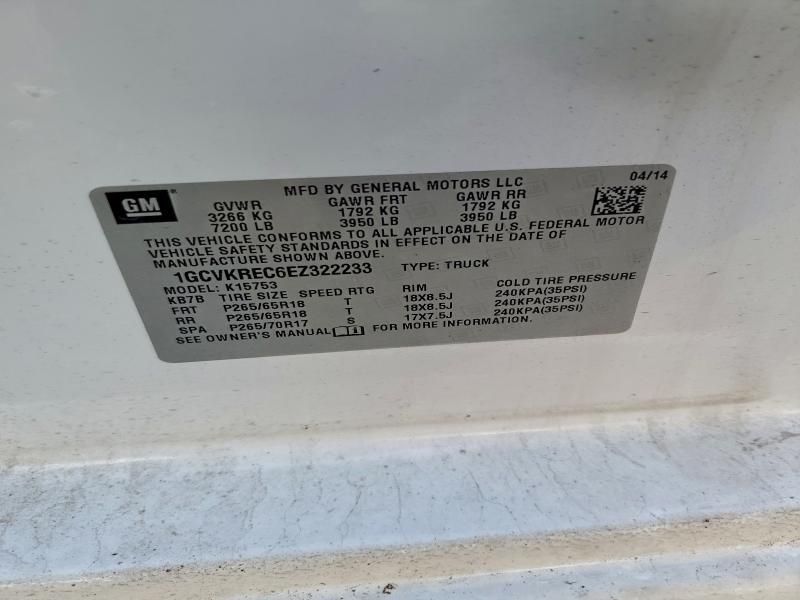 GM ® MFD BY GENERAL MOTORS LLC 04/14
GVWR GAWR FRT GAWR RR
3266 KG 1792 KG 1792 KG
7200 LB 3950 LB 3950 LB
THIS VEHICLE CONFORMS TO ALL APPLICABLE U.S. FEDERAL MOTOR
VEHICLE SAFETY STANDARDS IN EFFECT ON THE DATE OF
MANUFACTURE SHOWN ABOVE.
1GCVKREC6EZ322233 TYPE: TRUCK
MODEL: K15753
KB7B TIRE SIZE SPEED RTG RIM COLD TIRE PRESSURE
FRT P265/65R18 T 18X8.5J 240KPA(35PSI)
RR P265/65R18 T 18X8.5J 240KPA(35PSI)
SPA P265/70R17 S 17X7.5J 240KPA(35PSI)
SEE OWNER'S MANUAL FOR MORE INFORMATION.